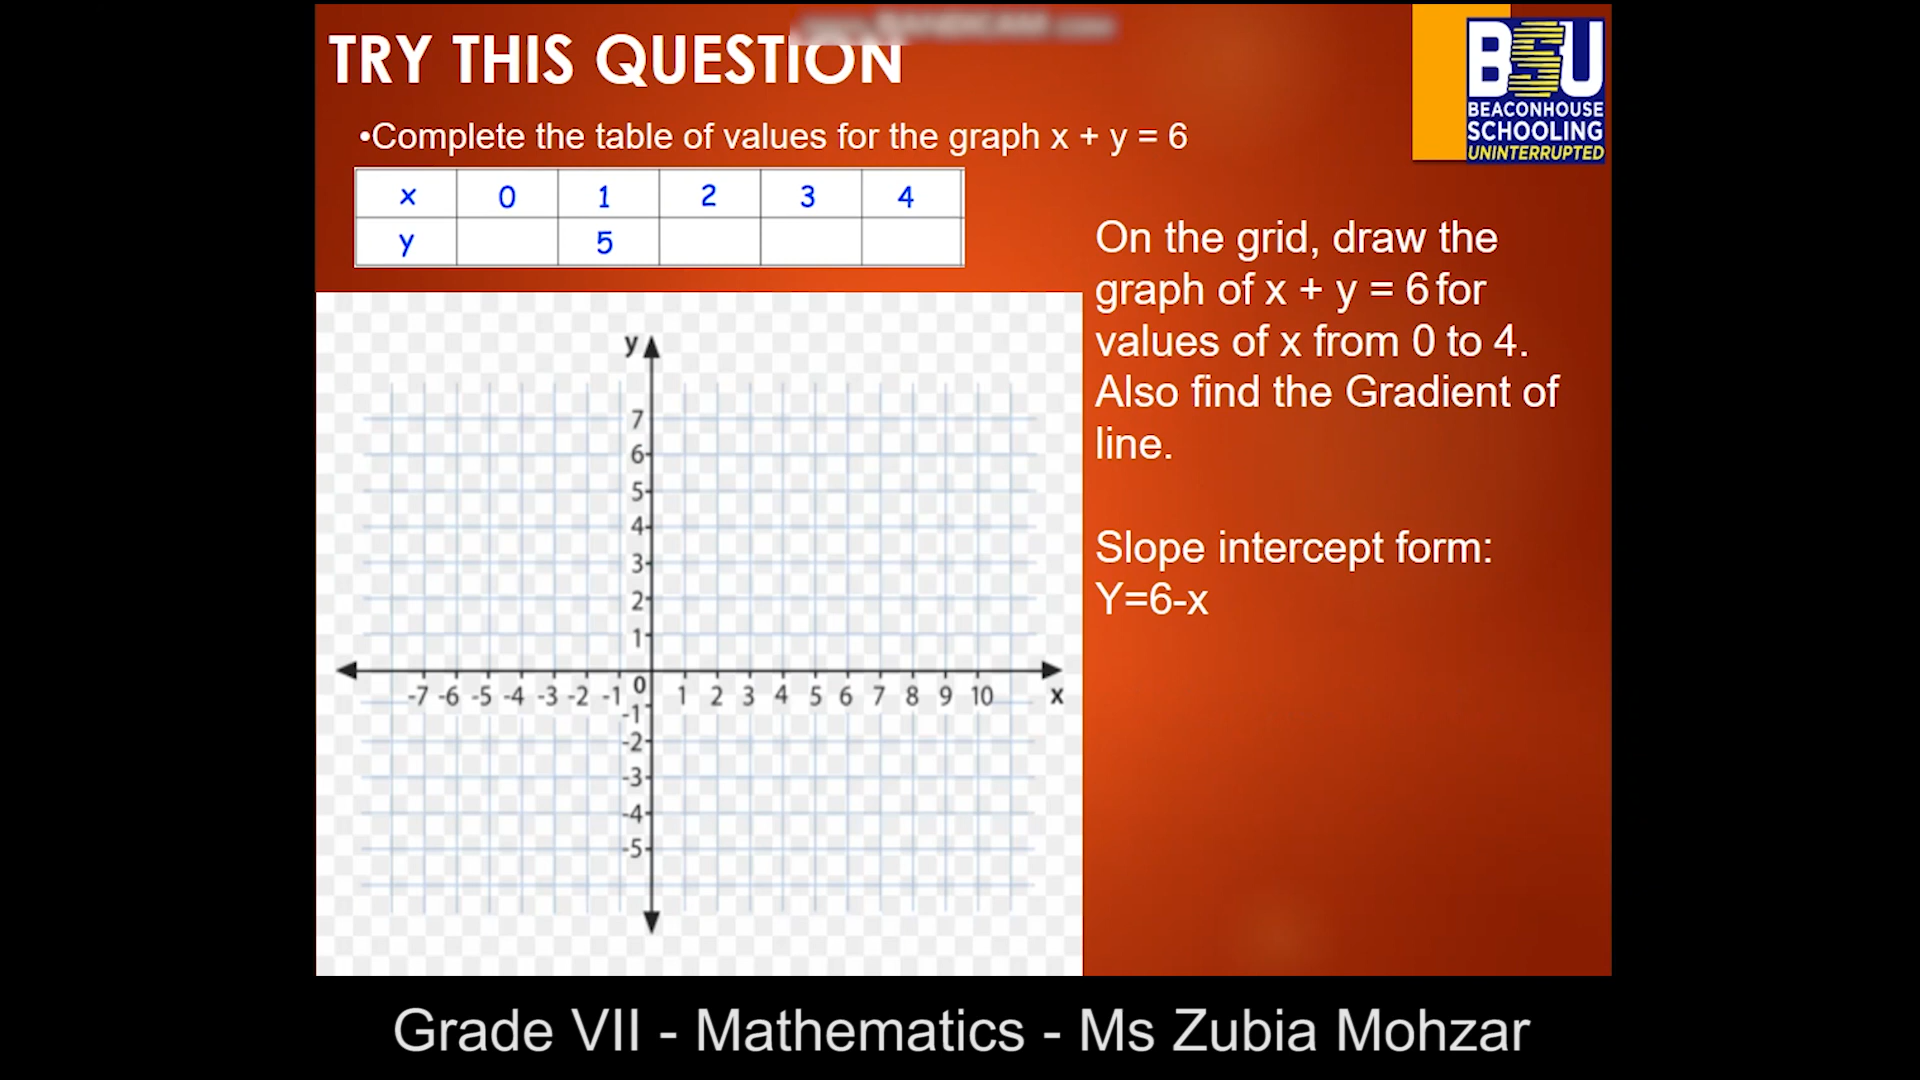 TRY THIS QUESTION
BSU
BEACONHOUSE
SCHOOLING
UNINTERRUPTED
•Complete the table of values for the graph x + y = 6
x 0 1 2 3 4
y 5
On the grid, draw the
graph of x + y = 6 for
values of x from 0 to 4.
Also find the Gradient of
line.
Slope intercept form:
Y=6-x
y
7
6
5
4
3
2
1
0
-7 -6 -5 -4 -3 -2 -1 1 2 3 4 5 6 7 8 9 10 x
-1
-2
-3
-4
-5
Grade VII - Mathematics - Ms Zubia Mohzar